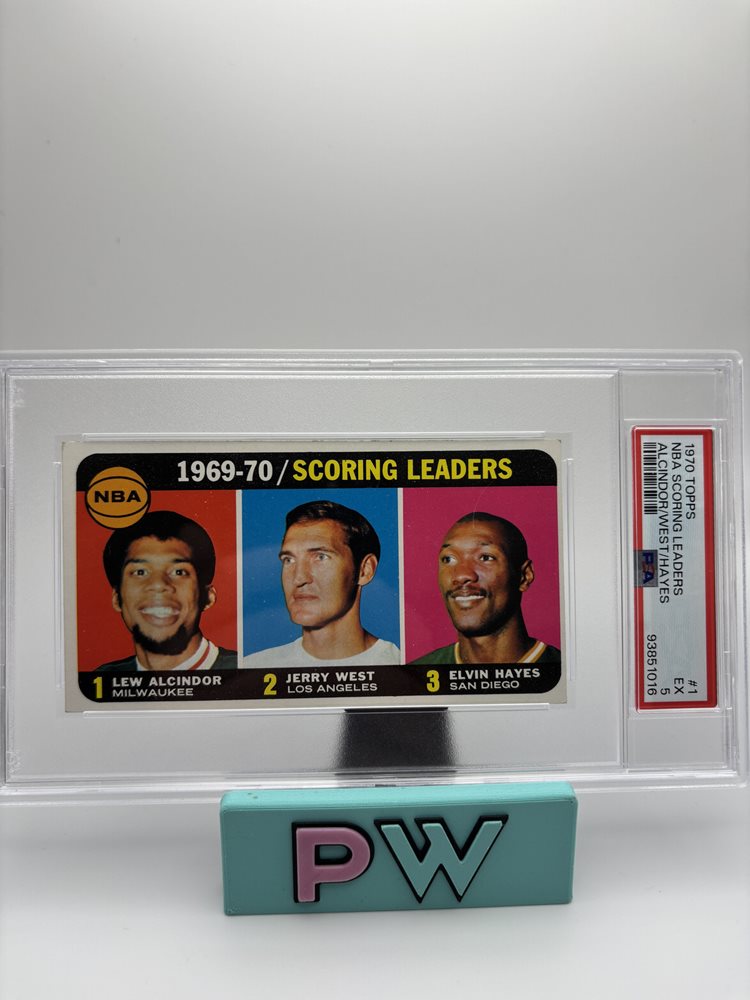 1969-70/SCORING LEADERS
NBA
1 LEW ALCINDOR
MILWAUKEE
2 JERRY WEST
LOS ANGELES
3 ELVIN HAYES
SAN DIEGO
1970 TOPPS #1
NBA SCORING LEADERS EX
ALCINDOR/WEST/HAYES 5
PSA 93851016
PW